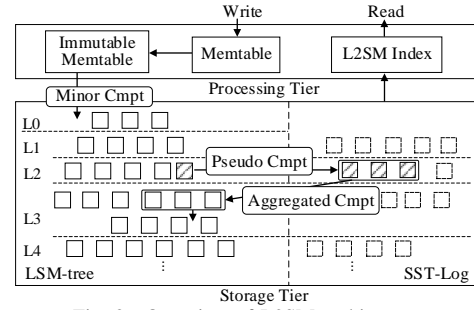 Write
Read
Immutable
Memtable
Memtable
L2SM Index
Processing Tier
Minor Cmpt
L0
L1
Pseudo Cmpt
L2
Aggregated Cmpt
L3
L4
LSM-tree
SST-Log
Storage Tier